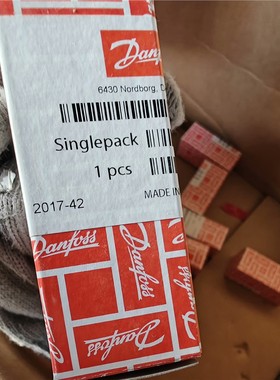 Danfoss
6430 Nordborg, D
Singlepack
1 pcs
MADE IN
2017-42
Danfoss
Danfoss
Danfoss